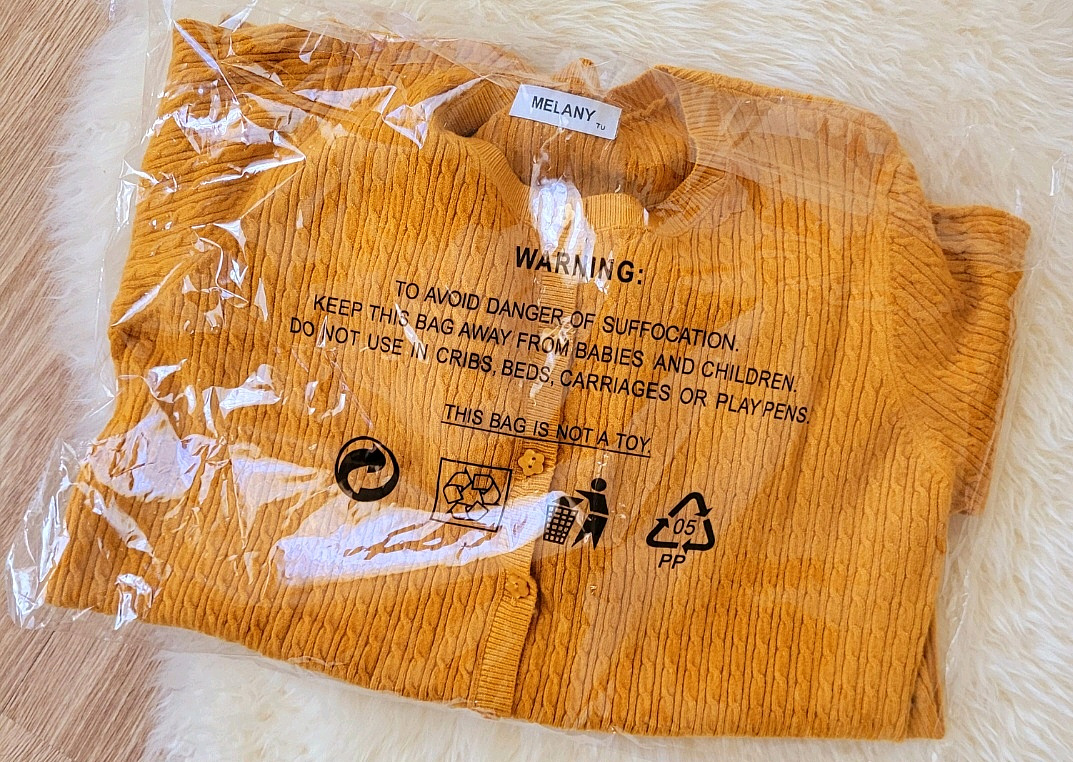 MELANY
TU
WARNING:
TO AVOID DANGER OF SUFFOCATION.
KEEP THIS BAG AWAY FROM BABIES AND CHILDREN.
DO NOT USE IN CRIBS, BEDS, CARRIAGES OR PLAYPENS.
THIS BAG IS NOT A TOY
05
PP